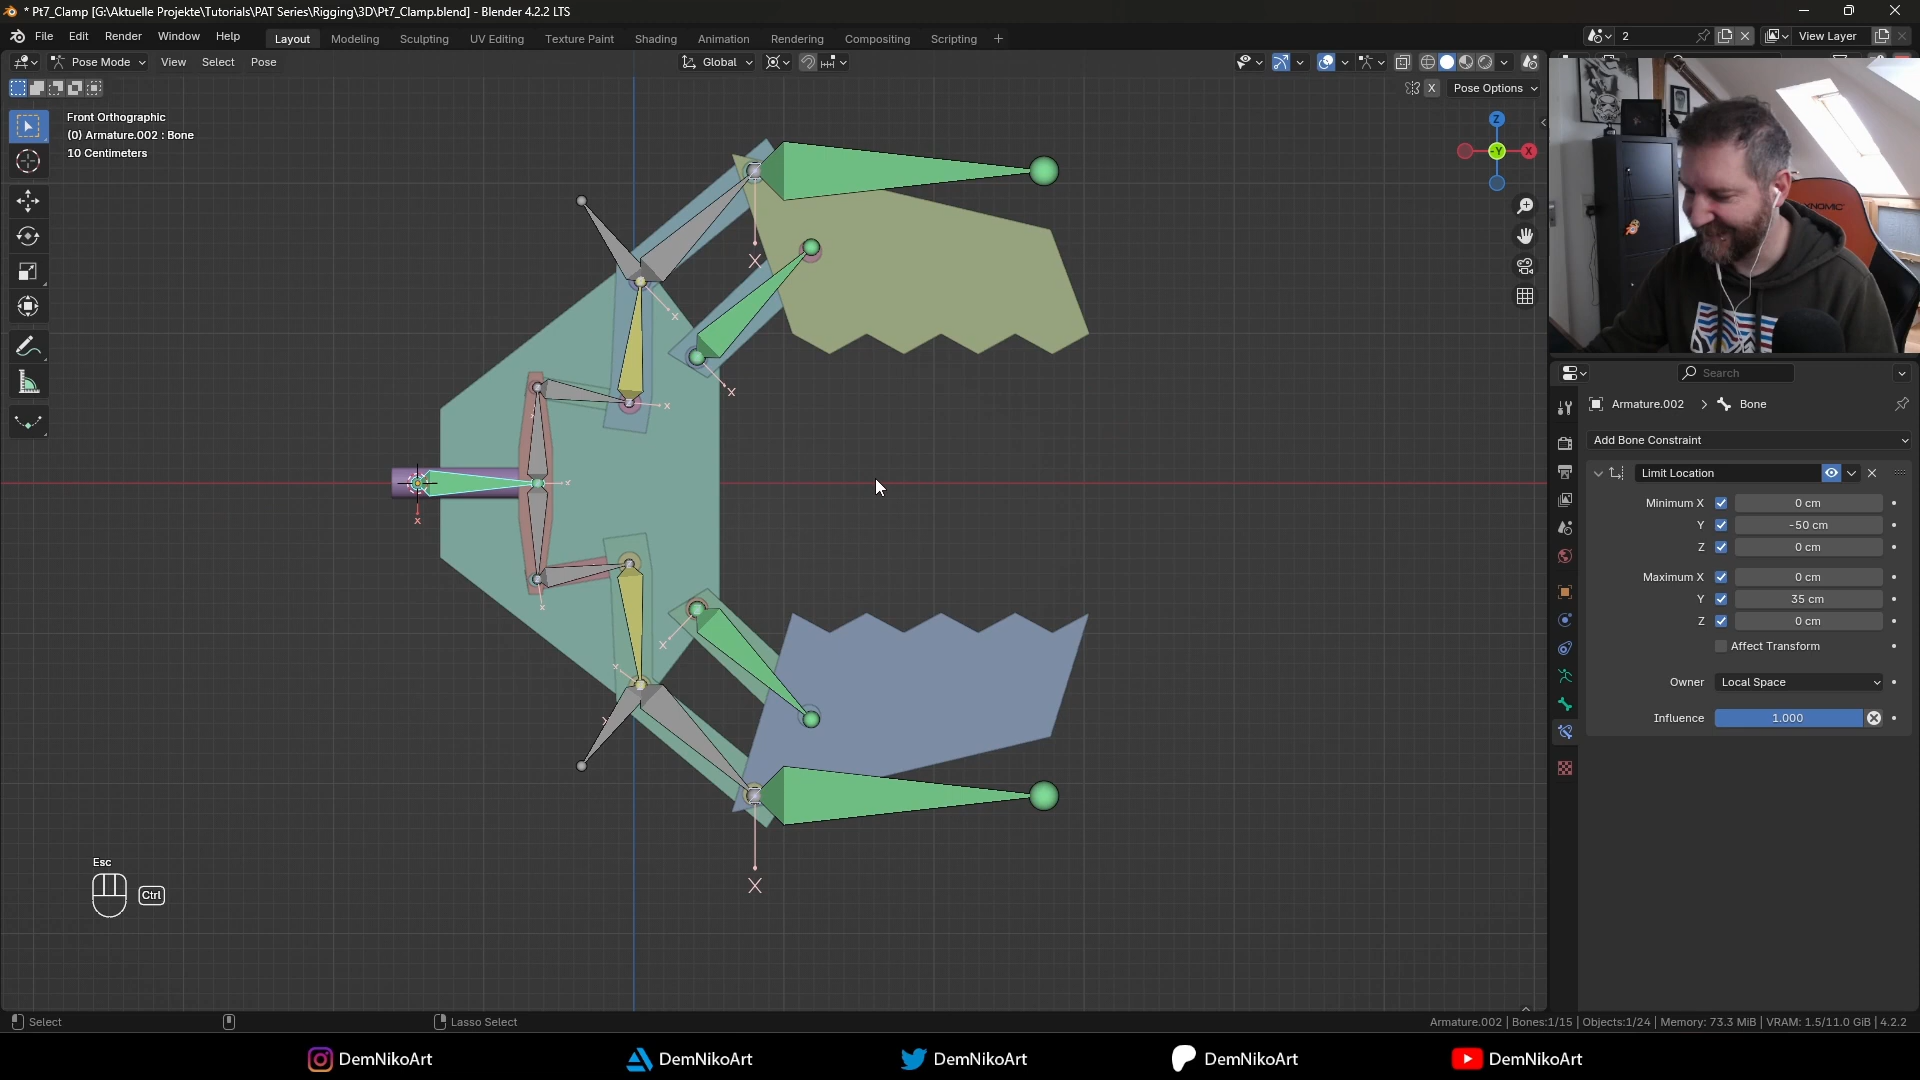 * Pt7_Clamp [G:\Aktuelle Projekte\Tutorials\PAT Series\Rigging\3D\Pt7_Clamp.blend] - Blender 4.2.2 LTS
File Edit Render Window Help Layout Modeling Sculpting UV Editing Texture Paint Shading Animation Rendering Compositing Scripting + 2 View Layer
Pose Mode View Select Pose Global
X Pose Options
Front Orthographic
(0) Armature.002 : Bone
10 Centimeters
Z
-Y X
Search
Armature.002 > Bone
Add Bone Constraint
Limit Location
Minimum X 0 cm
Y -50 cm
Z 0 cm
Maximum X 0 cm
Y 35 cm
Z 0 cm
Affect Transform
Owner Local Space
Influence 1.000
X
X
X
X
X
X
X
X
X
X
X
Esc
Ctrl
Select Lasso Select Armature.002 | Bones:1/15 | Objects:1/24 | Memory: 73.3 MiB | VRAM: 1.5/11.0 GiB | 4.2.2
DemNikoArt DemNikoArt DemNikoArt DemNikoArt DemNikoArt